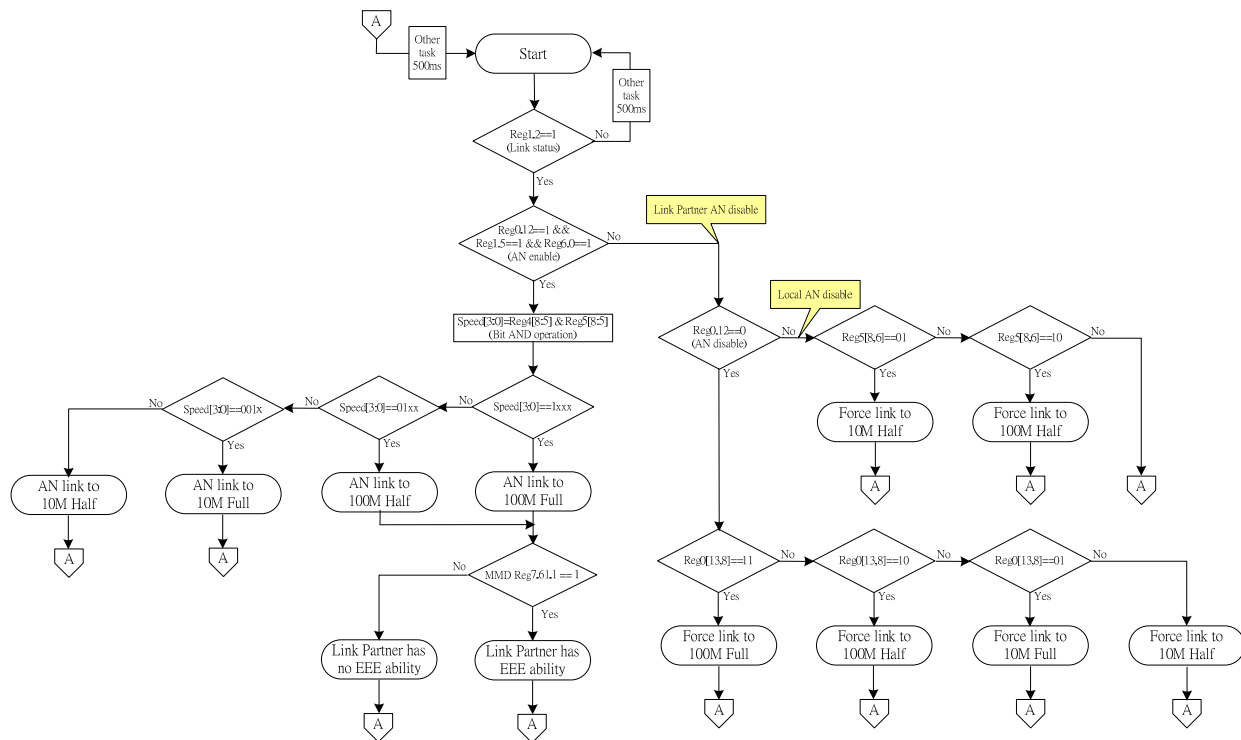 A
Other
task
500ms
Start
Other
task
500ms
Reg1.2==1
(Link status)
No
Yes
Link Partner AN disable
Reg0.12==1 &&
Reg1.5==1 && Reg6.0==1
(AN enable)
No
Yes
Local AN disable
Speed[3:0]=Reg4[8:5] & Reg5[8:5]
(Bit AND operation)
Reg0.12==0
(AN disable)
No
Yes
Reg5[8,6]==01
No
Yes
Reg5[8,6]==10
No
Yes
Speed[3:0]==001x
No
Yes
Speed[3:0]==01xx
No
Yes
Speed[3:0]==1xxx
No
Yes
Force link to
10M Half
Force link to
100M Half
AN link to
10M Half
AN link to
10M Full
AN link to
100M Half
AN link to
100M Full
A
A
A
A
A
MMD Reg7.61.1 == 1
No
Yes
Reg0[13,8]==11
No
Yes
Reg0[13,8]==10
No
Yes
Reg0[13,8]==01
No
Yes
Link Partner has
no EEE ability
Link Partner has
EEE ability
Force link to
100M Full
Force link to
100M Half
Force link to
10M Full
Force link to
10M Half
A
A
A
A
A
A